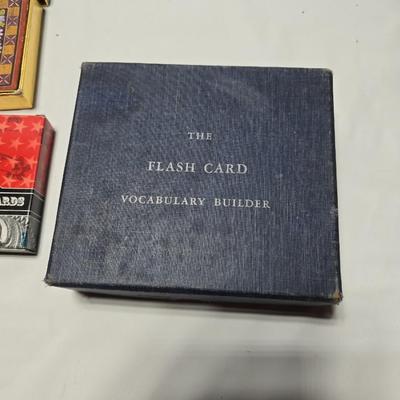 THE
FLASH CARD
VOCABULARY BUILDER
ARDS